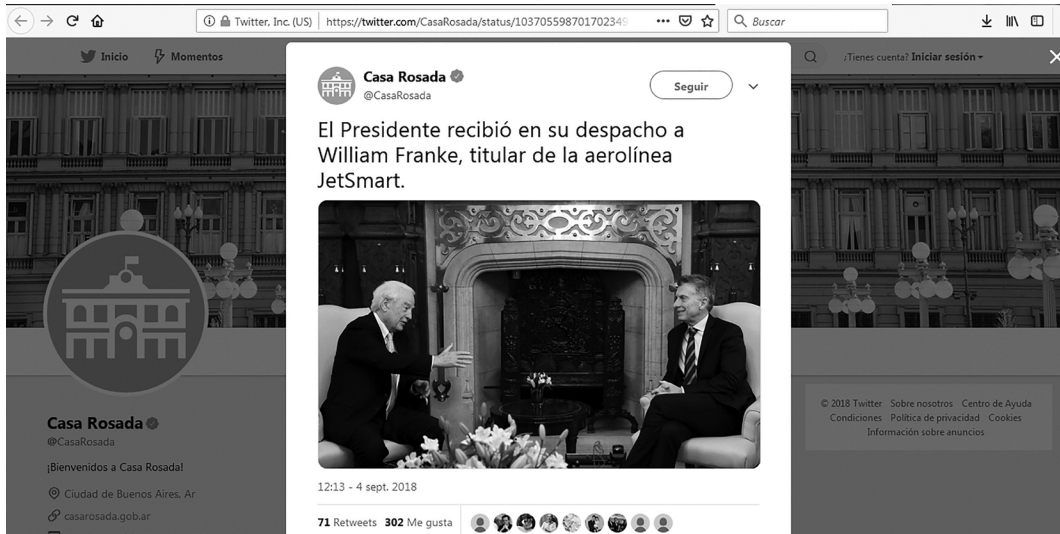 Twitter, Inc. (US)
https://twitter.com/CasaRosada/status/103705598701702349
Buscar
Inicio
Momentos
¿Tienes cuenta? Iniciar sesión
Casa Rosada
@CasaRosada
Seguir
El Presidente recibió en su despacho a
William Franke, titular de la aerolínea
JetSmart.
12:13 - 4 sept. 2018
71 Retweets 302 Me gusta
Casa Rosada
@CasaRosada
¡Bienvenidos a Casa Rosada!
Ciudad de Buenos Aires, Ar
casarosada.gob.ar
© 2018 Twitter Sobre nosotros Centro de Ayuda
Condiciones Política de privacidad Cookies
Información sobre anuncios